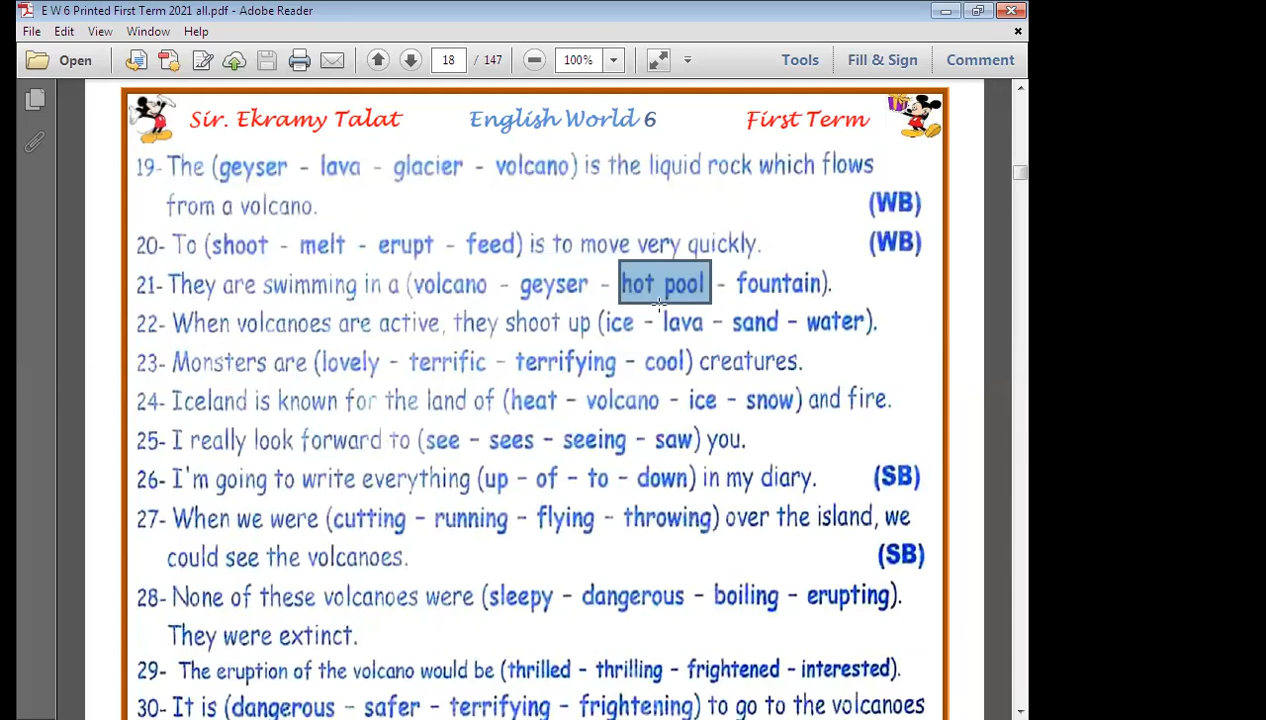 E W 6 Printed First Term 2021 all.pdf - Adobe Reader
File Edit View Window Help
Open 18 / 147 100% Tools Fill & Sign Comment
Sir. Ekramy Talat English World 6 First Term
19- The (geyser - lava - glacier - volcano) is the liquid rock which flows
from a volcano. (WB)
20- To (shoot - melt - erupt - feed) is to move very quickly. (WB)
21- They are swimming in a (volcano - geyser - hot pool - fountain).
22- When volcanoes are active, they shoot up (ice - lava - sand - water).
23- Monsters are (lovely - terrific - terrifying - cool) creatures.
24- Iceland is known for the land of (heat - volcano - ice - snow) and fire.
25- I really look forward to (see - sees - seeing - saw) you.
26- I'm going to write everything (up - of - to - down) in my diary. (SB)
27- When we were (cutting - running - flying - throwing) over the island, we
could see the volcanoes. (SB)
28- None of these volcanoes were (sleepy - dangerous - boiling - erupting).
They were extinct.
29- The eruption of the volcano would be (thrilled - thrilling - frightened - interested).
30- It is (dangerous - safer - terrifying - frightening) to go to the volcanoes